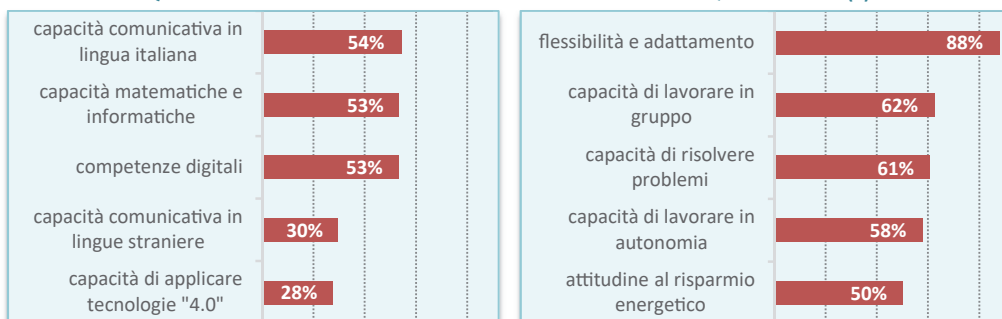 capacità comunicativa in
lingua italiana
54%
capacità matematiche e
informatiche
53%
competenze digitali
53%
capacità comunicativa in
lingue straniere
30%
capacità di applicare
tecnologie "4.0"
28%
flessibilità e adattamento
88%
capacità di lavorare in
gruppo
62%
capacità di risolvere
problemi
61%
capacità di lavorare in
autonomia
58%
attitudine al risparmio
energetico
50%